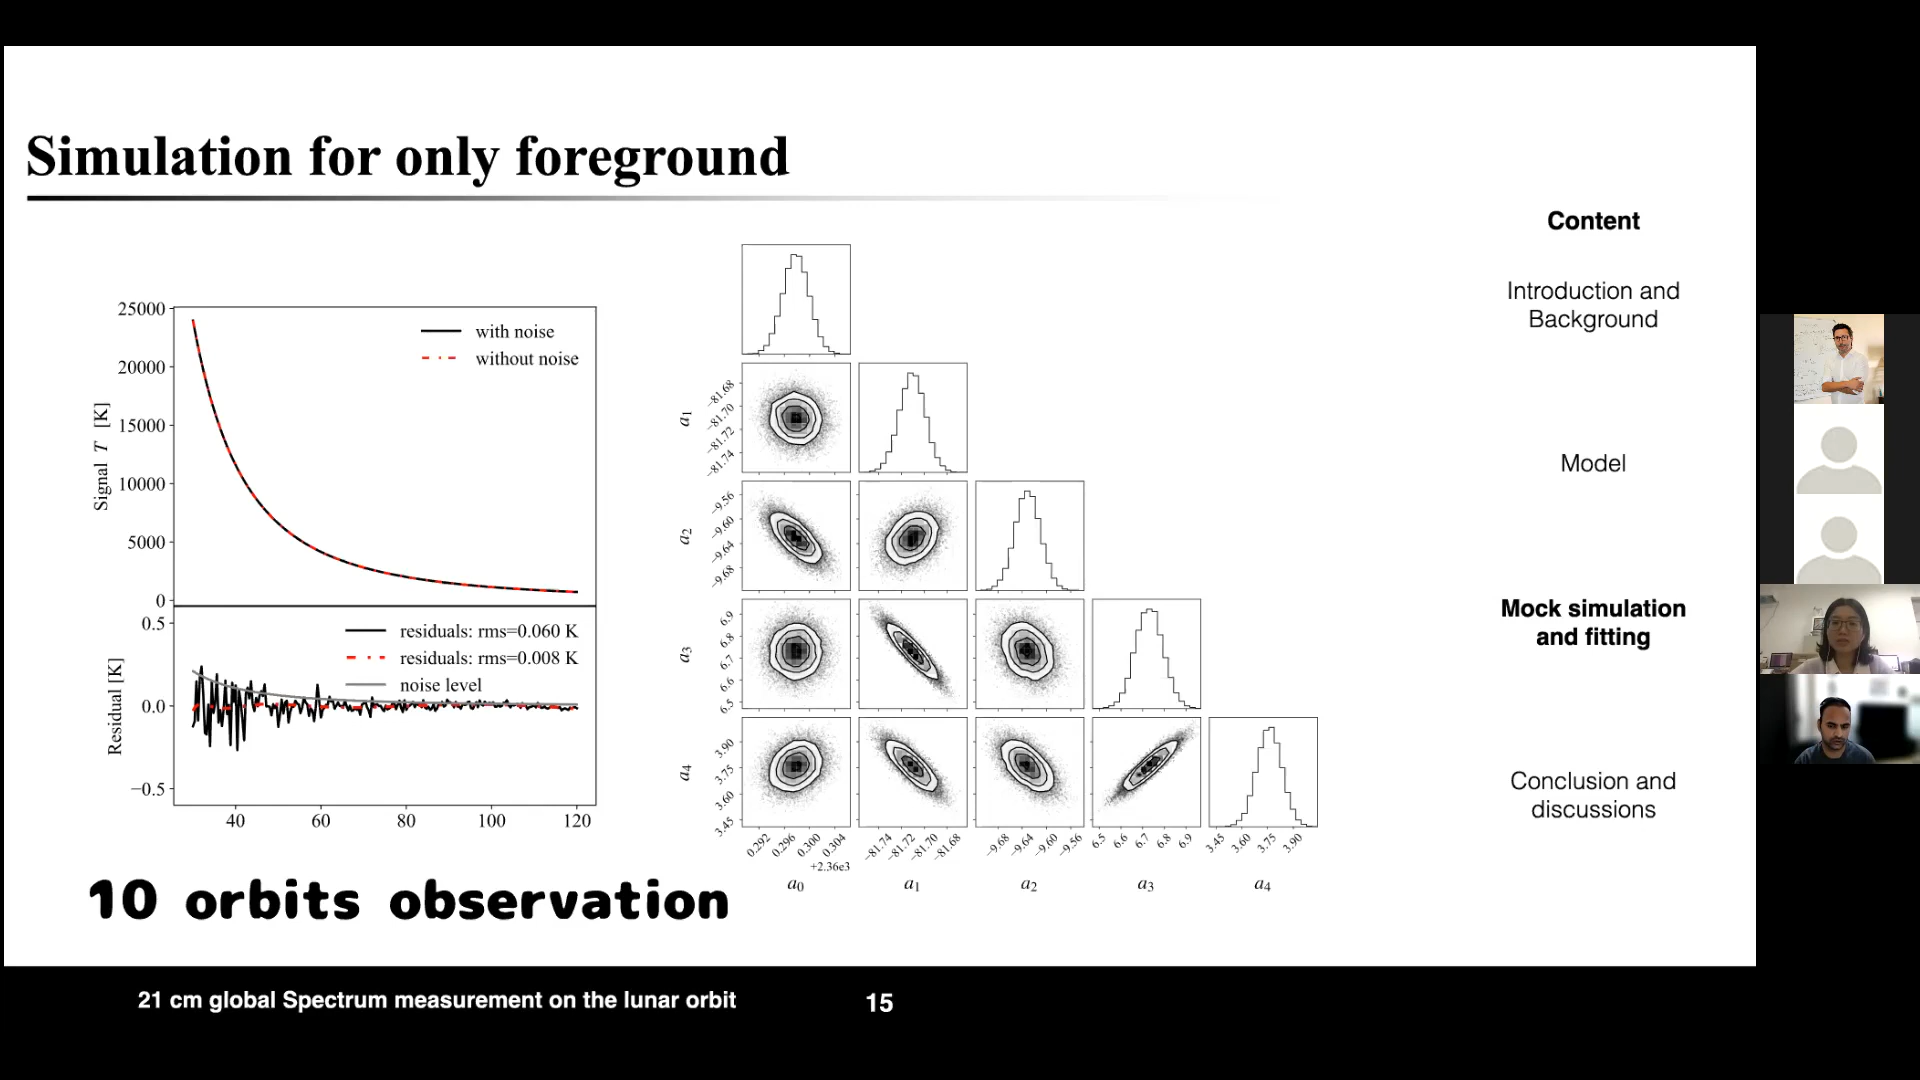 Simulation for only foreground
Content
Introduction and
Background
Model
Mock simulation
and fitting
Conclusion and
discussions
25000
20000
15000
10000
5000
0
Signal T [K]
with noise
without noise
0.5
0.0
−0.5
Residual [K]
residuals: rms=0.060 K
residuals: rms=0.008 K
noise level
40 60 80 100 120
a1
−81.68
−81.70
−81.72
−81.74
a2
−9.56
−9.60
−9.64
−9.68
a3
6.9
6.8
6.7
6.6
6.5
a4
3.90
3.75
3.60
3.45
0.292 0.296 0.300 0.304
+2.36e3
−81.74 −81.72 −81.70 −81.68
−9.68 −9.64 −9.60 −9.56
6.5 6.6 6.7 6.8 6.9
3.45 3.60 3.75 3.90
a0 a1 a2 a3 a4
10 orbits observation
21 cm global Spectrum measurement on the lunar orbit
15